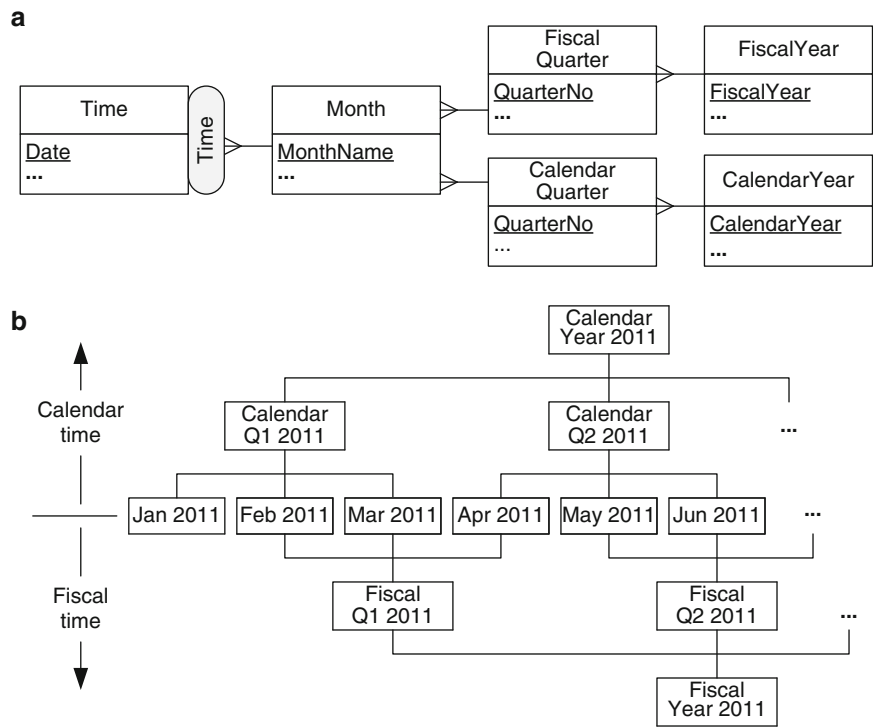 a
Time
Date
...
Time
Month
MonthName
...
Fiscal
Quarter
QuarterNo
...
FiscalYear
FiscalYear
...
Calendar
Quarter
QuarterNo
...
CalendarYear
CalendarYear
...
b
Calendar
time
Fiscal
time
Calendar
Year 2011
Calendar
Q1 2011
Calendar
Q2 2011
...
Jan 2011
Feb 2011
Mar 2011
Apr 2011
May 2011
Jun 2011
...
Fiscal
Q1 2011
Fiscal
Q2 2011
...
Fiscal
Year 2011